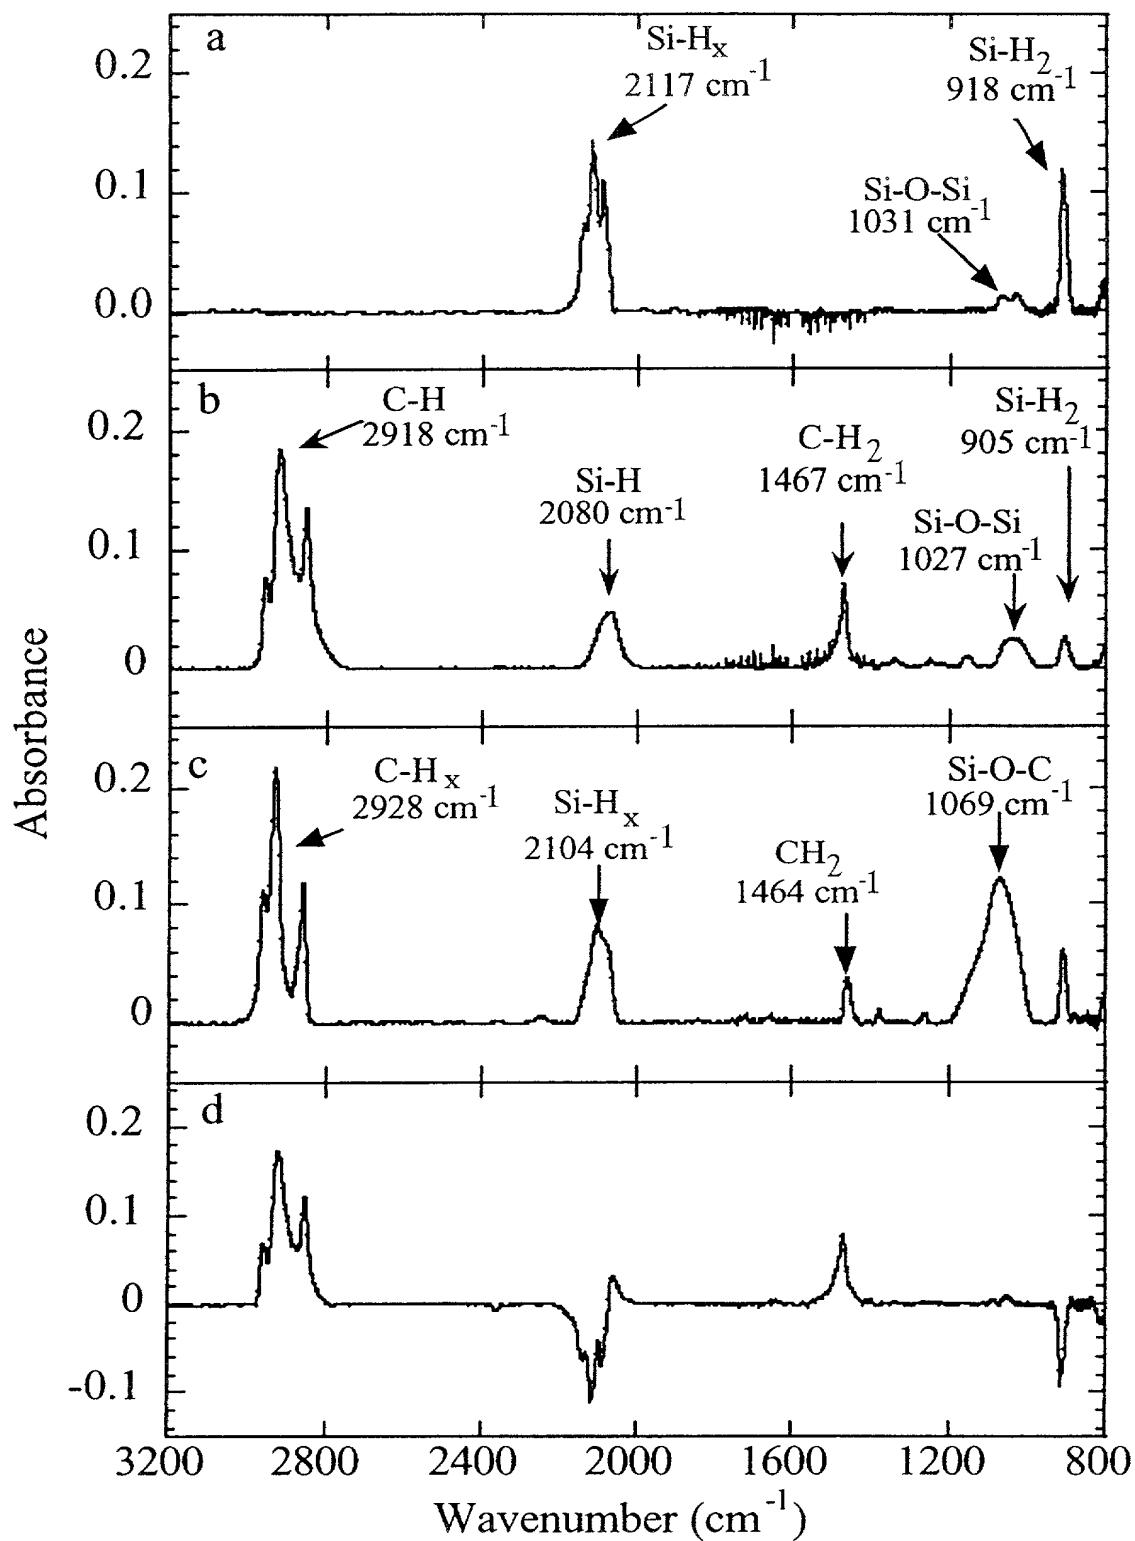 a
Si-Hx
2117 cm-1
Si-H2
918 cm-1
Si-O-Si
1031 cm-1
0.2
0.1
0.0
b
C-H
2918 cm-1
Si-H
2080 cm-1
C-H2
1467 cm-1
Si-O-Si
1027 cm-1
Si-H2
905 cm-1
0.2
0.1
0
c
C-Hx
2928 cm-1
Si-Hx
2104 cm-1
CH2
1464 cm-1
Si-O-C
1069 cm-1
0.2
0.1
0
d
0.2
0.1
0
-0.1
Absorbance
3200 2800 2400 2000 1600 1200 800
Wavenumber (cm-1)